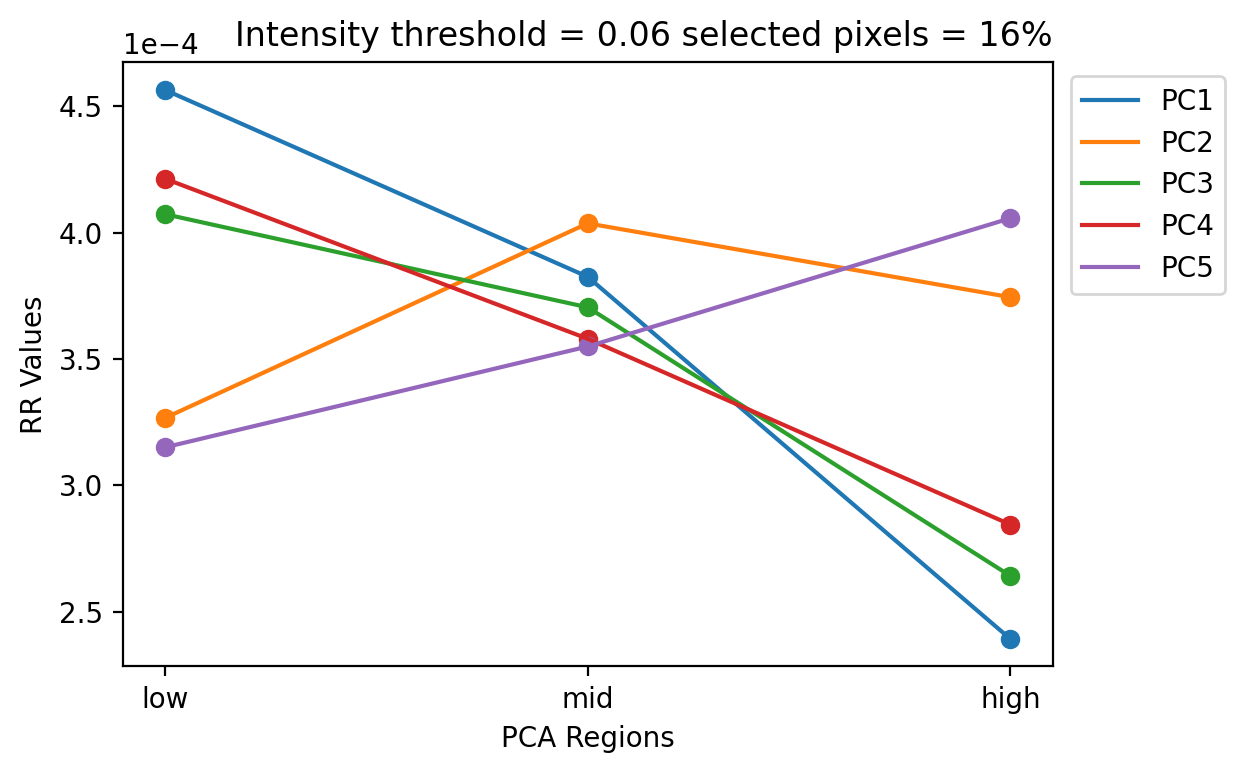 Intensity threshold = 0.06 selected pixels = 16%
1e−4
4.5
4.0
3.5
3.0
2.5
RR Values
low
mid
high
PCA Regions
PC1
PC2
PC3
PC4
PC5